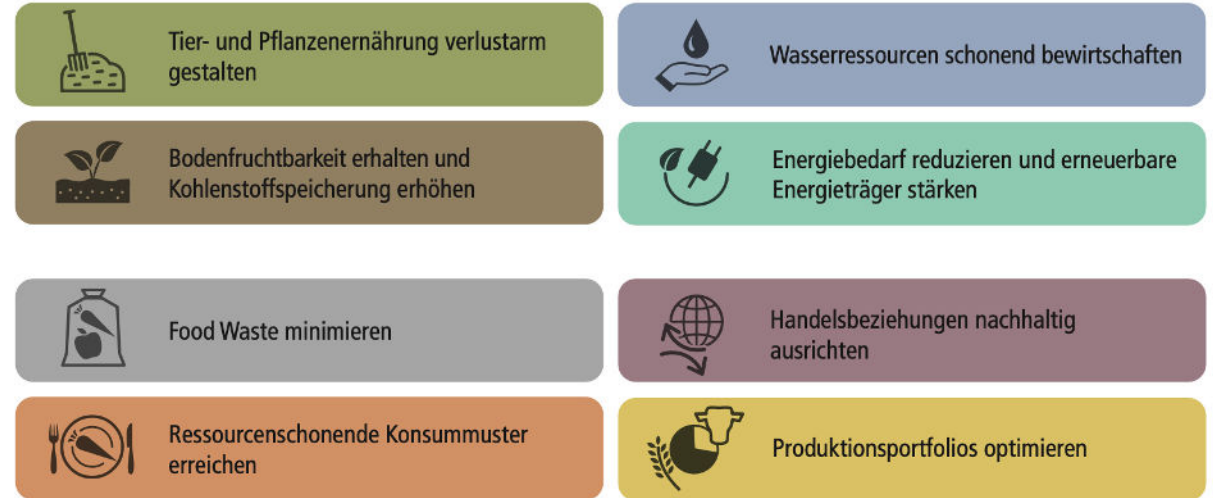 Tier- und Pflanzenernährung verlustarm
gestalten
Wasserressourcen schonend bewirtschaften
Bodenfruchtbarkeit erhalten und
Kohlenstoffspeicherung erhöhen
Energiebedarf reduzieren und erneuerbare
Energieträger stärken
Food Waste minimieren
Handelsbeziehungen nachhaltig
ausrichten
Ressourcenschonende Konsummuster
erreichen
Produktionsportfolios optimieren